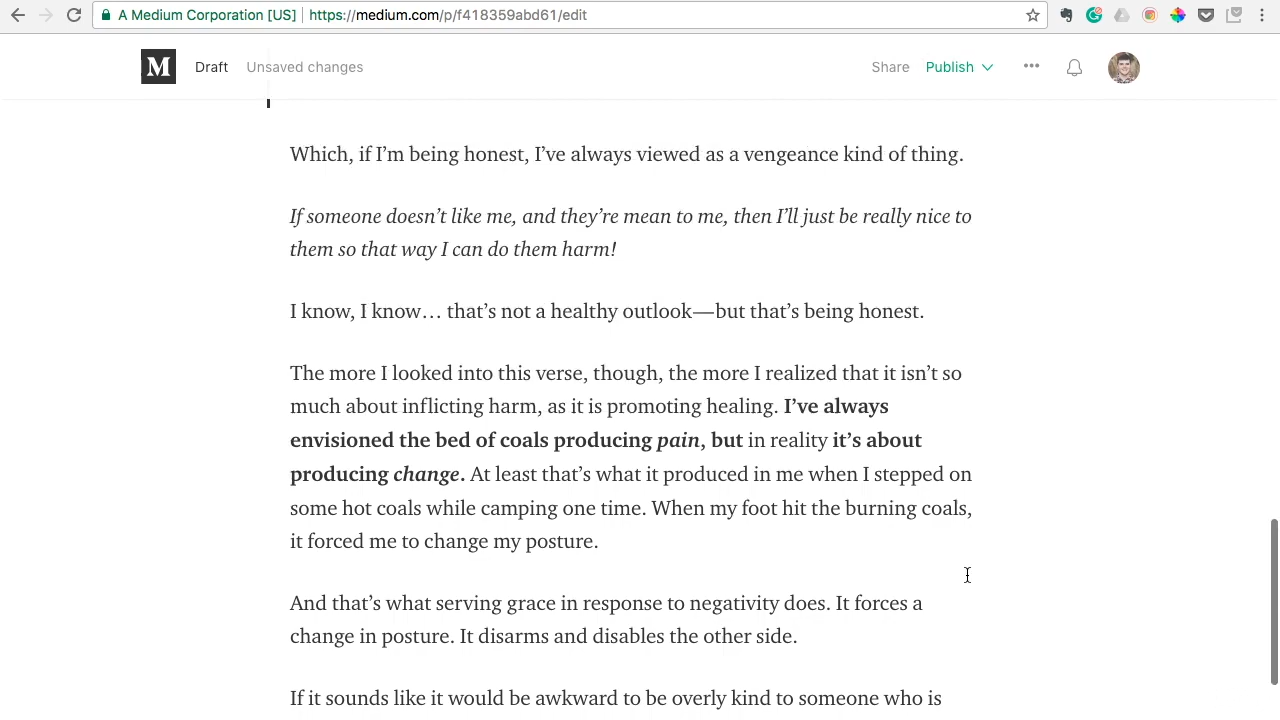 A Medium Corporation [US] https://medium.com/p/f418359abd61/edit
M Draft Unsaved changes Share Publish
Which, if I’m being honest, I’ve always viewed as a vengeance kind of thing.
If someone doesn’t like me, and they’re mean to me, then I’ll just be really nice to
them so that way I can do them harm!
I know, I know… that’s not a healthy outlook — but that’s being honest.
The more I looked into this verse, though, the more I realized that it isn’t so
much about inflicting harm, as it is promoting healing. I’ve always
envisioned the bed of coals producing pain, but in reality it’s about
producing change. At least that’s what it produced in me when I stepped on
some hot coals while camping one time. When my foot hit the burning coals,
it forced me to change my posture.
And that’s what serving grace in response to negativity does. It forces a
change in posture. It disarms and disables the other side.
If it sounds like it would be awkward to be overly kind to someone who is